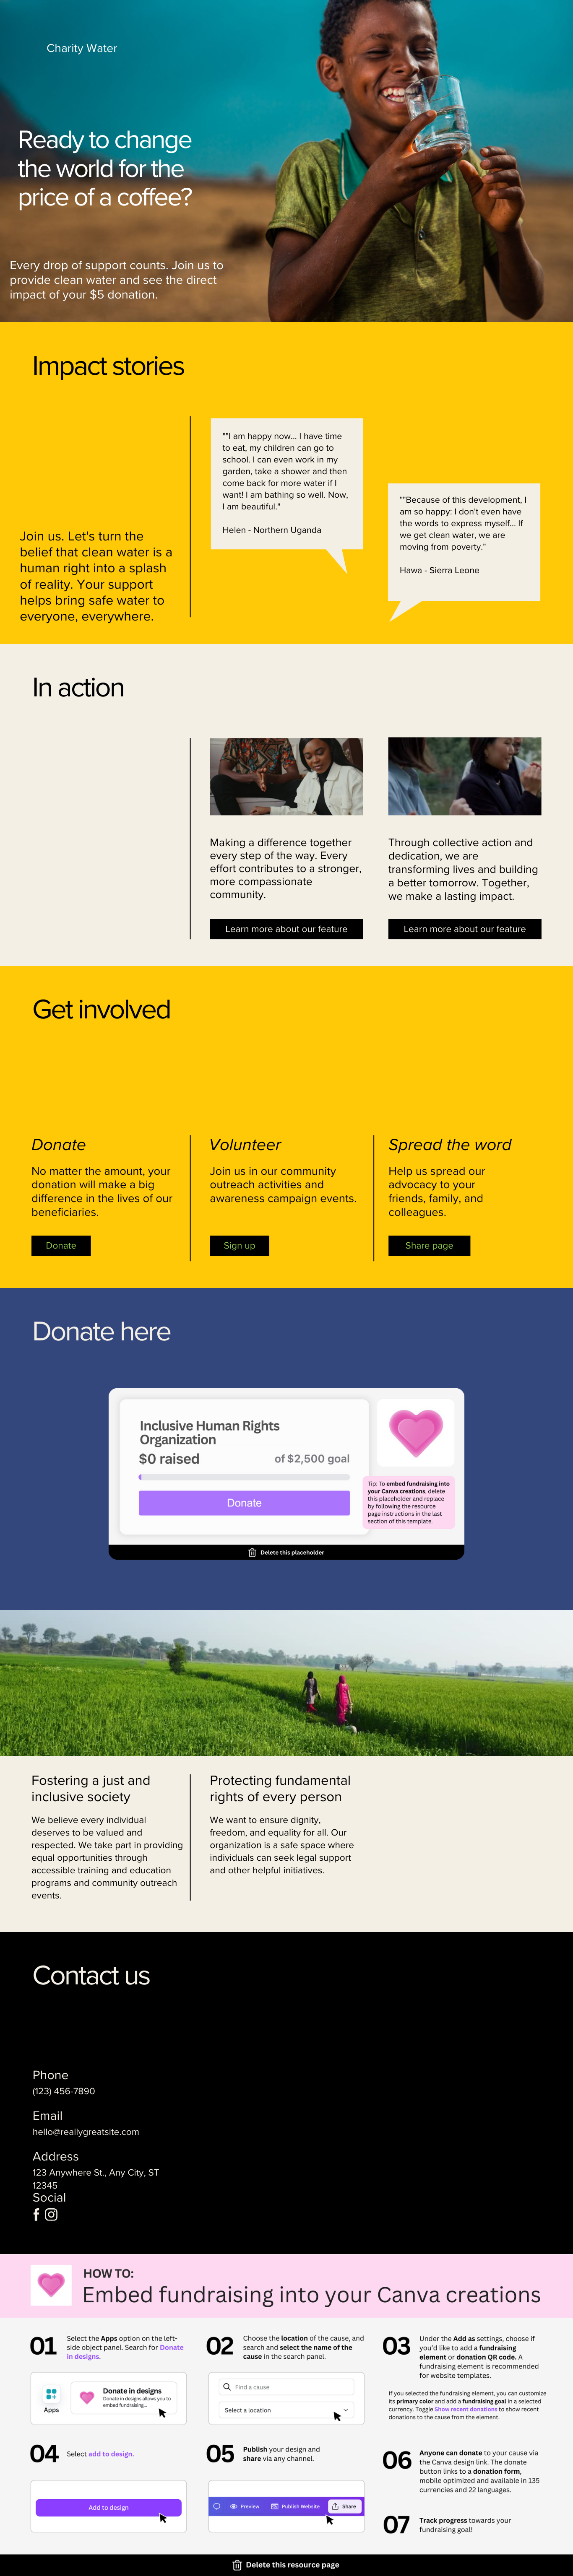 Charity Water
Ready to change
the world for the
price of a coffee?
Every drop of support counts. Join us to
provide clean water and see the direct
impact of your $5 donation.
Impact stories
Join us. Let's turn the
belief that clean water is a
human right into a splash
of reality. Your support
helps bring safe water to
everyone, everywhere.
""I am happy now... I have time
to eat, my children can go to
school. I can even work in my
garden, take a shower and then
come back for more water if I
want! I am bathing so well. Now,
I am beautiful."
Helen - Northern Uganda
""Because of this development, I
am so happy: I don't even have
the words to express myself... If
we get clean water, we are
moving from poverty."
Hawa - Sierra Leone
In action
Making a difference together
every step of the way. Every
effort contributes to a stronger,
more compassionate
community.
Learn more about our feature
Through collective action and
dedication, we are
transforming lives and building
a better tomorrow. Together,
we make a lasting impact.
Learn more about our feature
Get involved
Donate
No matter the amount, your
donation will make a big
difference in the lives of our
beneficiaries.
Donate
Volunteer
Join us in our community
outreach activities and
awareness campaign events.
Sign up
Spread the word
Help us spread our
advocacy to your
friends, family, and
colleagues.
Share page
Donate here
Inclusive Human Rights
Organization
$0 raised
of $2,500 goal
Donate
Tip: To embed fundraising into
your Canva creations, delete
this placeholder and replace
by following the resource
page instructions in the last
section of this template.
Delete this placeholder
Fostering a just and
inclusive society
We believe every individual
deserves to be valued and
respected. We take part in providing
equal opportunities through
accessible training and education
programs and community outreach
events.
Protecting fundamental
rights of every person
We want to ensure dignity,
freedom, and equality for all. Our
organization is a safe space where
individuals can seek legal support
and other helpful initiatives.
Contact us
Phone
(123) 456-7890
Email
hello@reallygreatsite.com
Address
123 Anywhere St., Any City, ST
12345
Social
HOW TO:
Embed fundraising into your Canva creations
01
Select the Apps option on the left-
side object panel. Search for Donate
in designs.
Apps
Donate in designs
Donate in designs allows you to
embed fundraising...
02
Choose the location of the cause, and
search and select the name of the
cause in the search panel.
Find a cause
Select a location
03
Under the Add as settings, choose if
you'd like to add a fundraising
element or donation QR code. A
fundraising element is recommended
for website templates.
If you selected the fundraising element, you can customize
its primary color and add a fundraising goal in a selected
currency. Toggle Show recent donations to show recent
donations to the cause from the element.
04
Select add to design.
Add to design
05
Publish your design and
share via any channel.
Preview
Publish Website
Share
06
Anyone can donate to your cause via
the Canva design link. The donate
button links to a donation form,
mobile optimized and available in 135
currencies and 22 languages.
07
Track progress towards your
fundraising goal!
Delete this resource page